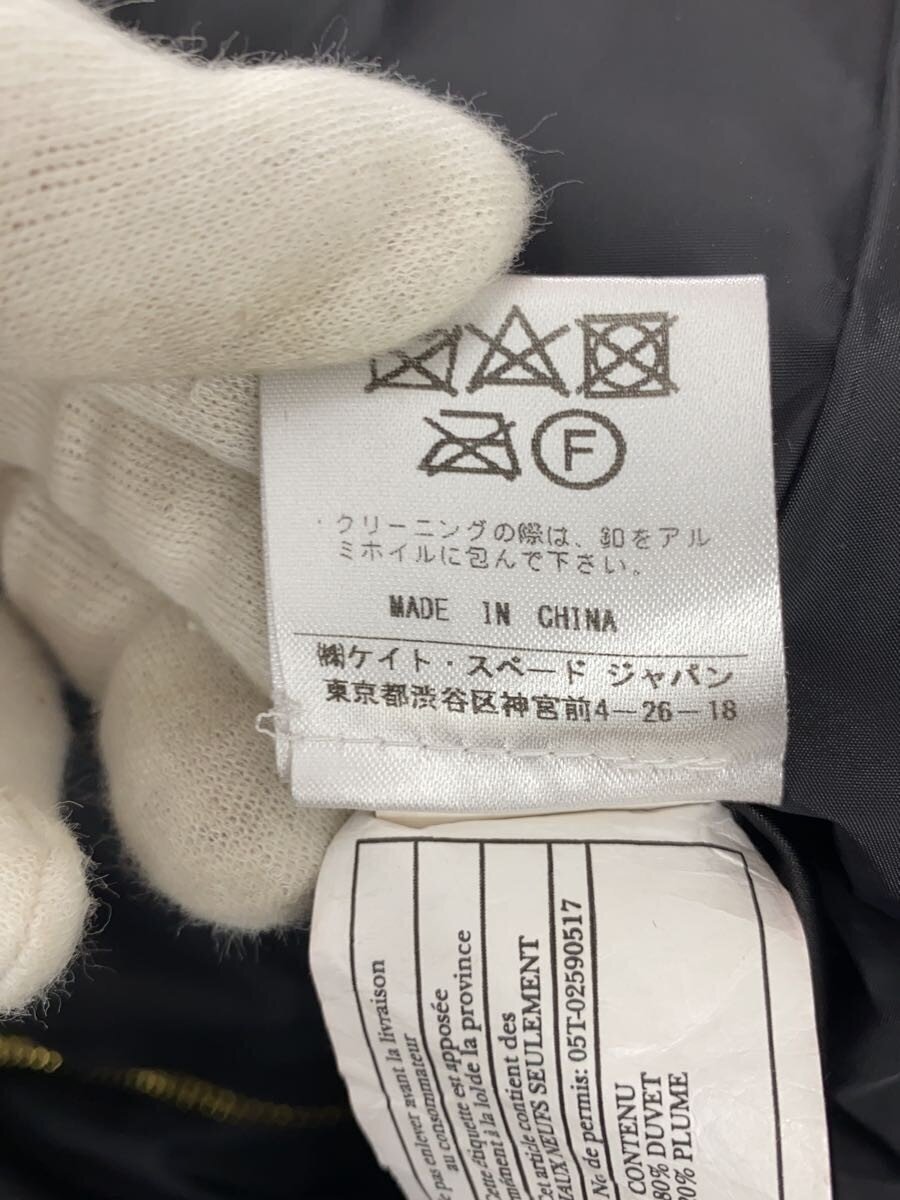 F
・クリーニングの際は、釦をアル
ミホイルに包んで下さい。
MADE IN CHINA
㈱ケイト・スペード ジャパン
東京都渋谷区神宮前4-26-18
pas enlever avant la livraison
au consommateur
Cette étiquette est apposée
à la loi de la province
Cet article contient des
NEUFS SEULEMENT
No de permis: 05T-02590517
CONTENU
80% DUVET
% PLUME